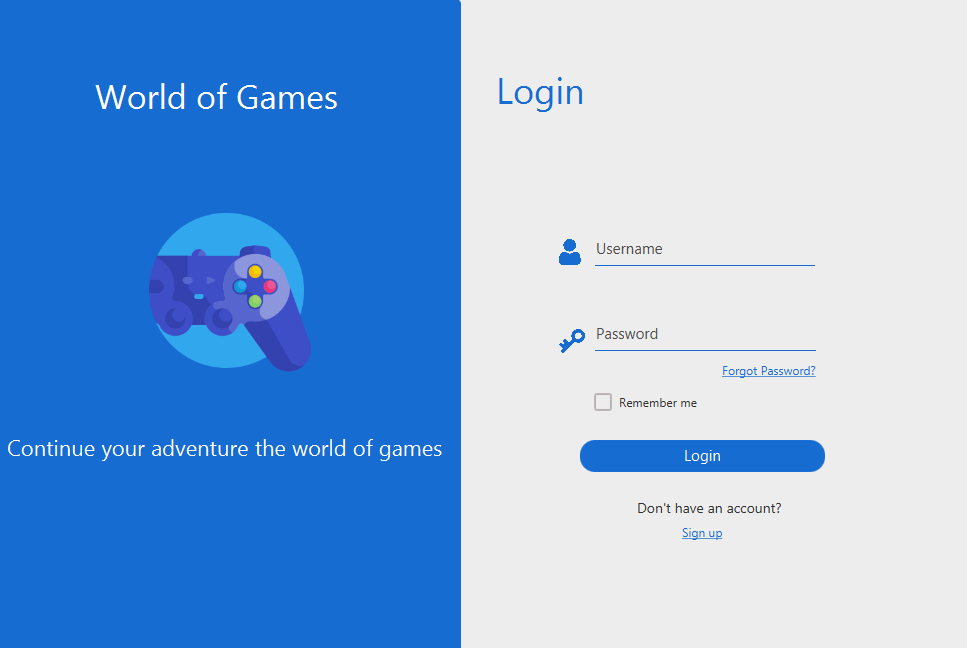 World of Games
Continue your adventure the world of games
Login
Username
Password
Forgot Password?
Remember me
Login
Don't have an account?
Sign up